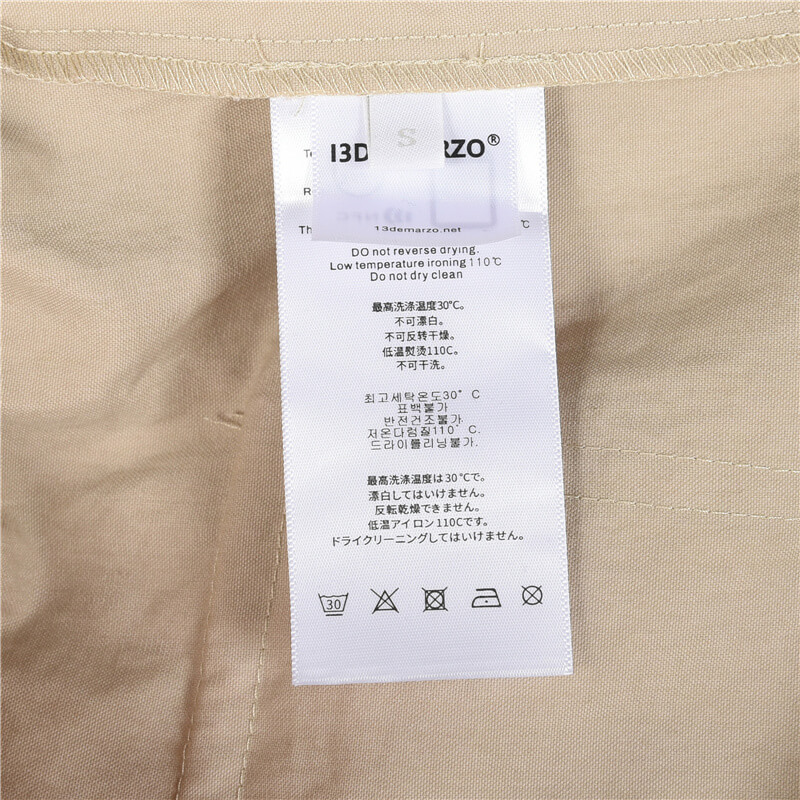 S
13D RZO®
13demarzo.net
℃
DO not reverse drying.
Low temperature ironing 110℃
Do not dry clean
最高洗涤温度30°C。
不可漂白。
不可反转干燥。
低温熨烫110C。
不可干洗。
최고세탁온도30° C
표백불가
반전건조불가.
저온다럼질110° C.
드라이클리닝불가.
最高洗涤温度は30℃で。
漂白してはいけません。
反転乾燥できません。
低温アイロン110Cです。
ドライクリーニングしてはいけません。
30